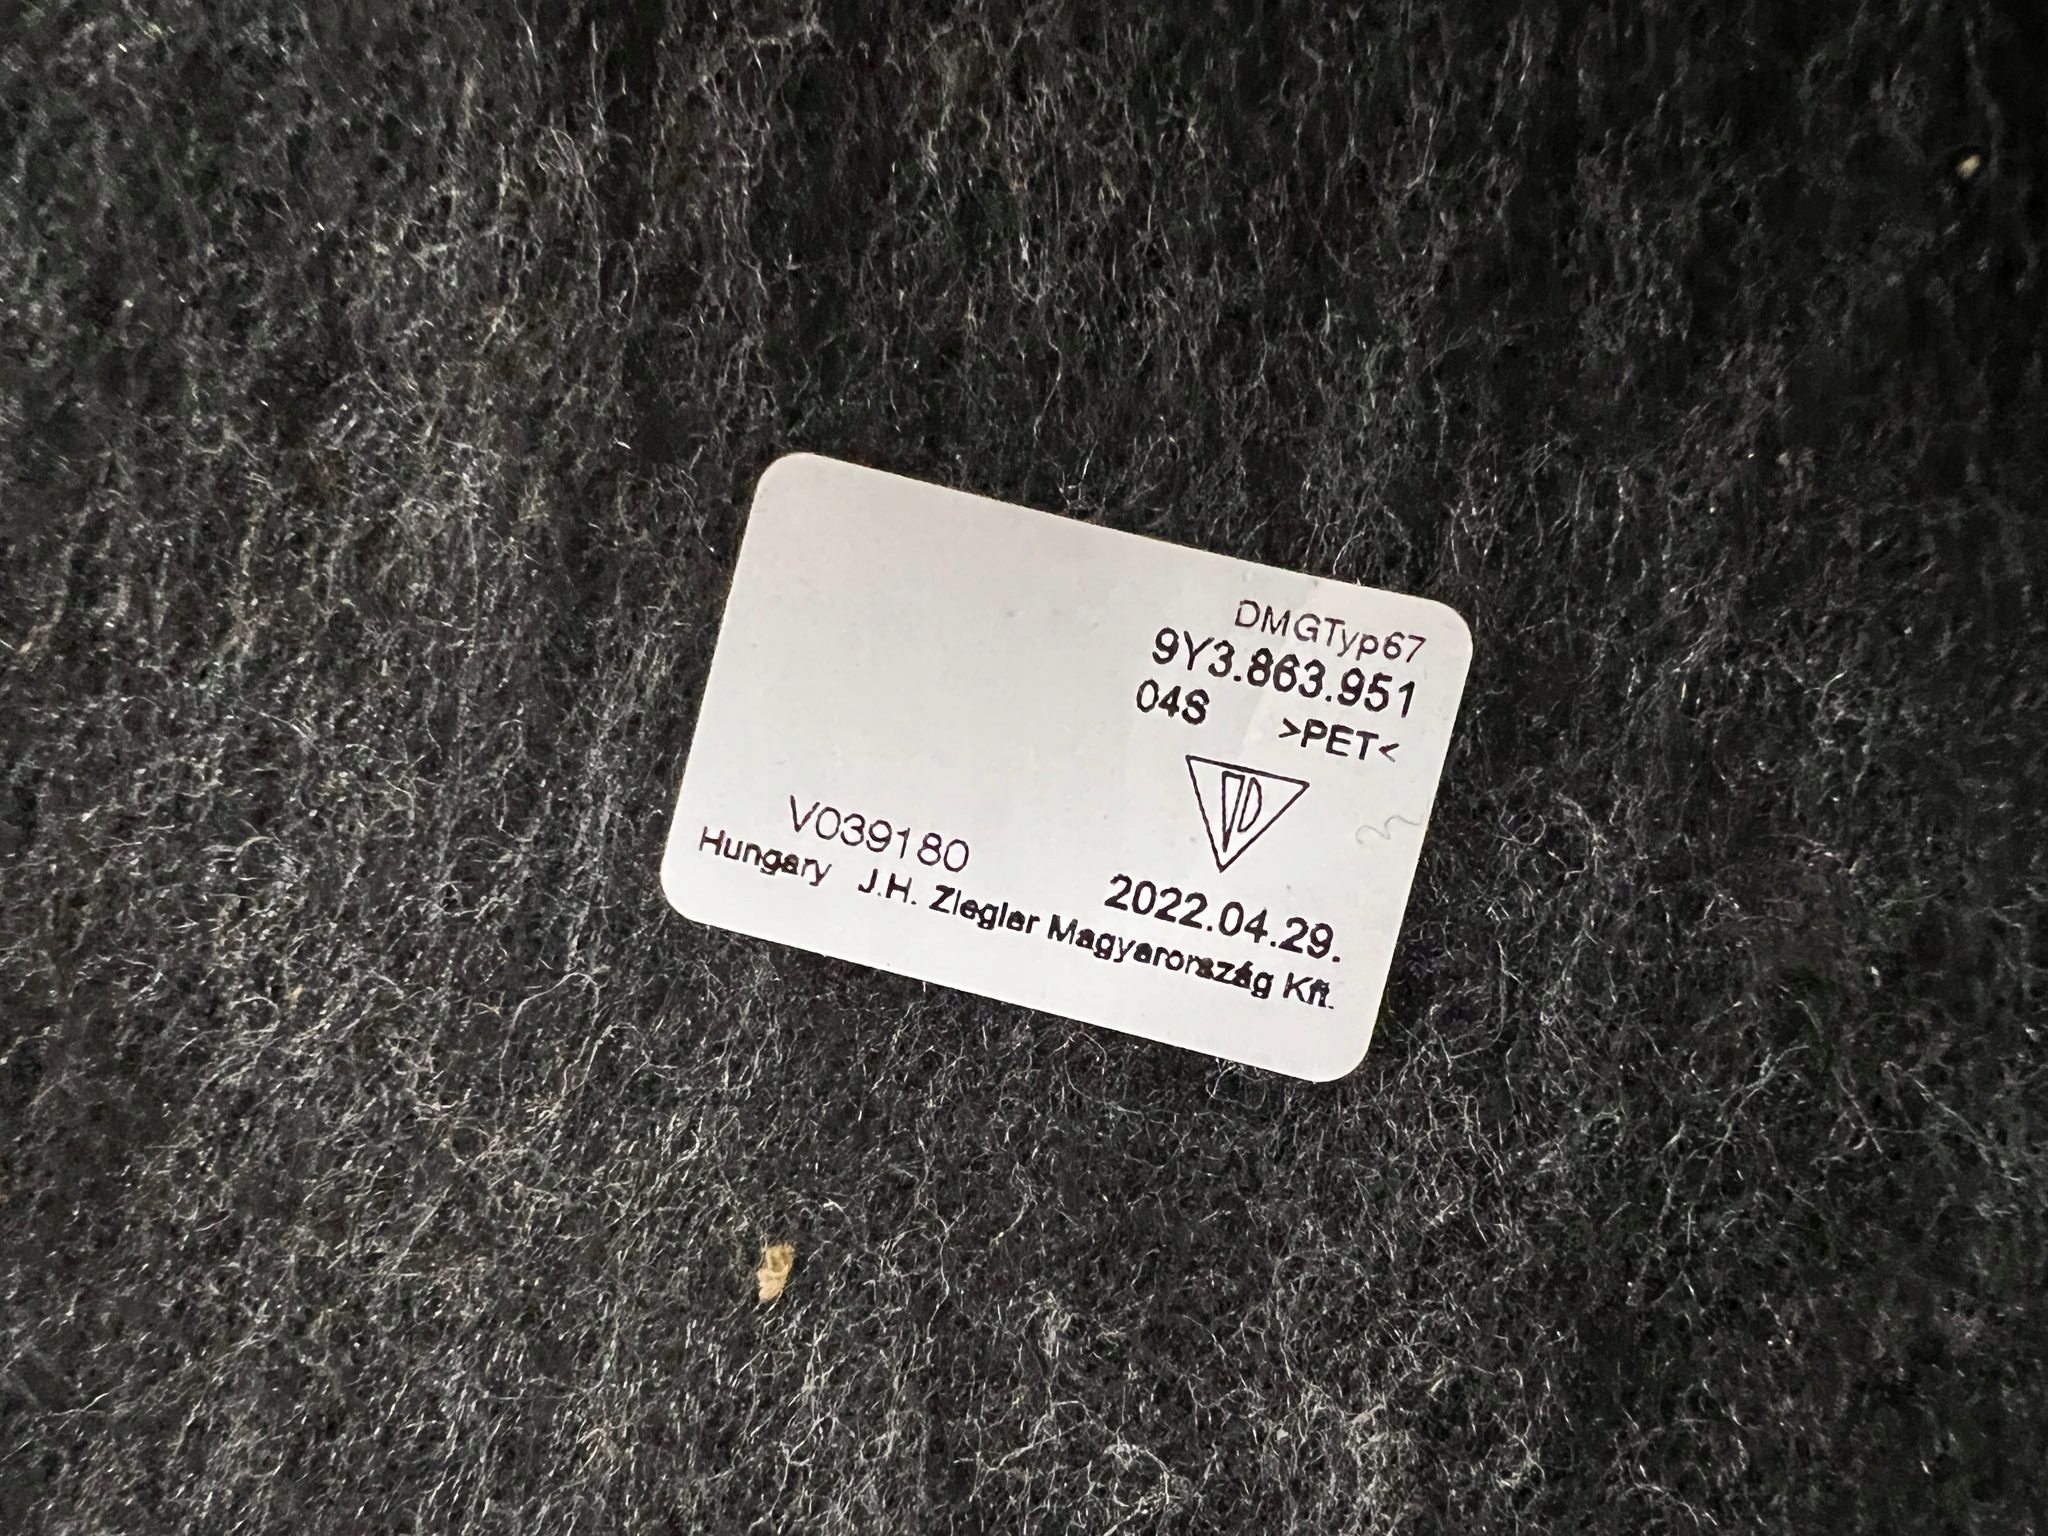 DMGTyp67
9Y3.863.951
04S >PET<
V039180
2022.04.29.
Hungary J.H. Ziegler Magyarország Kft.